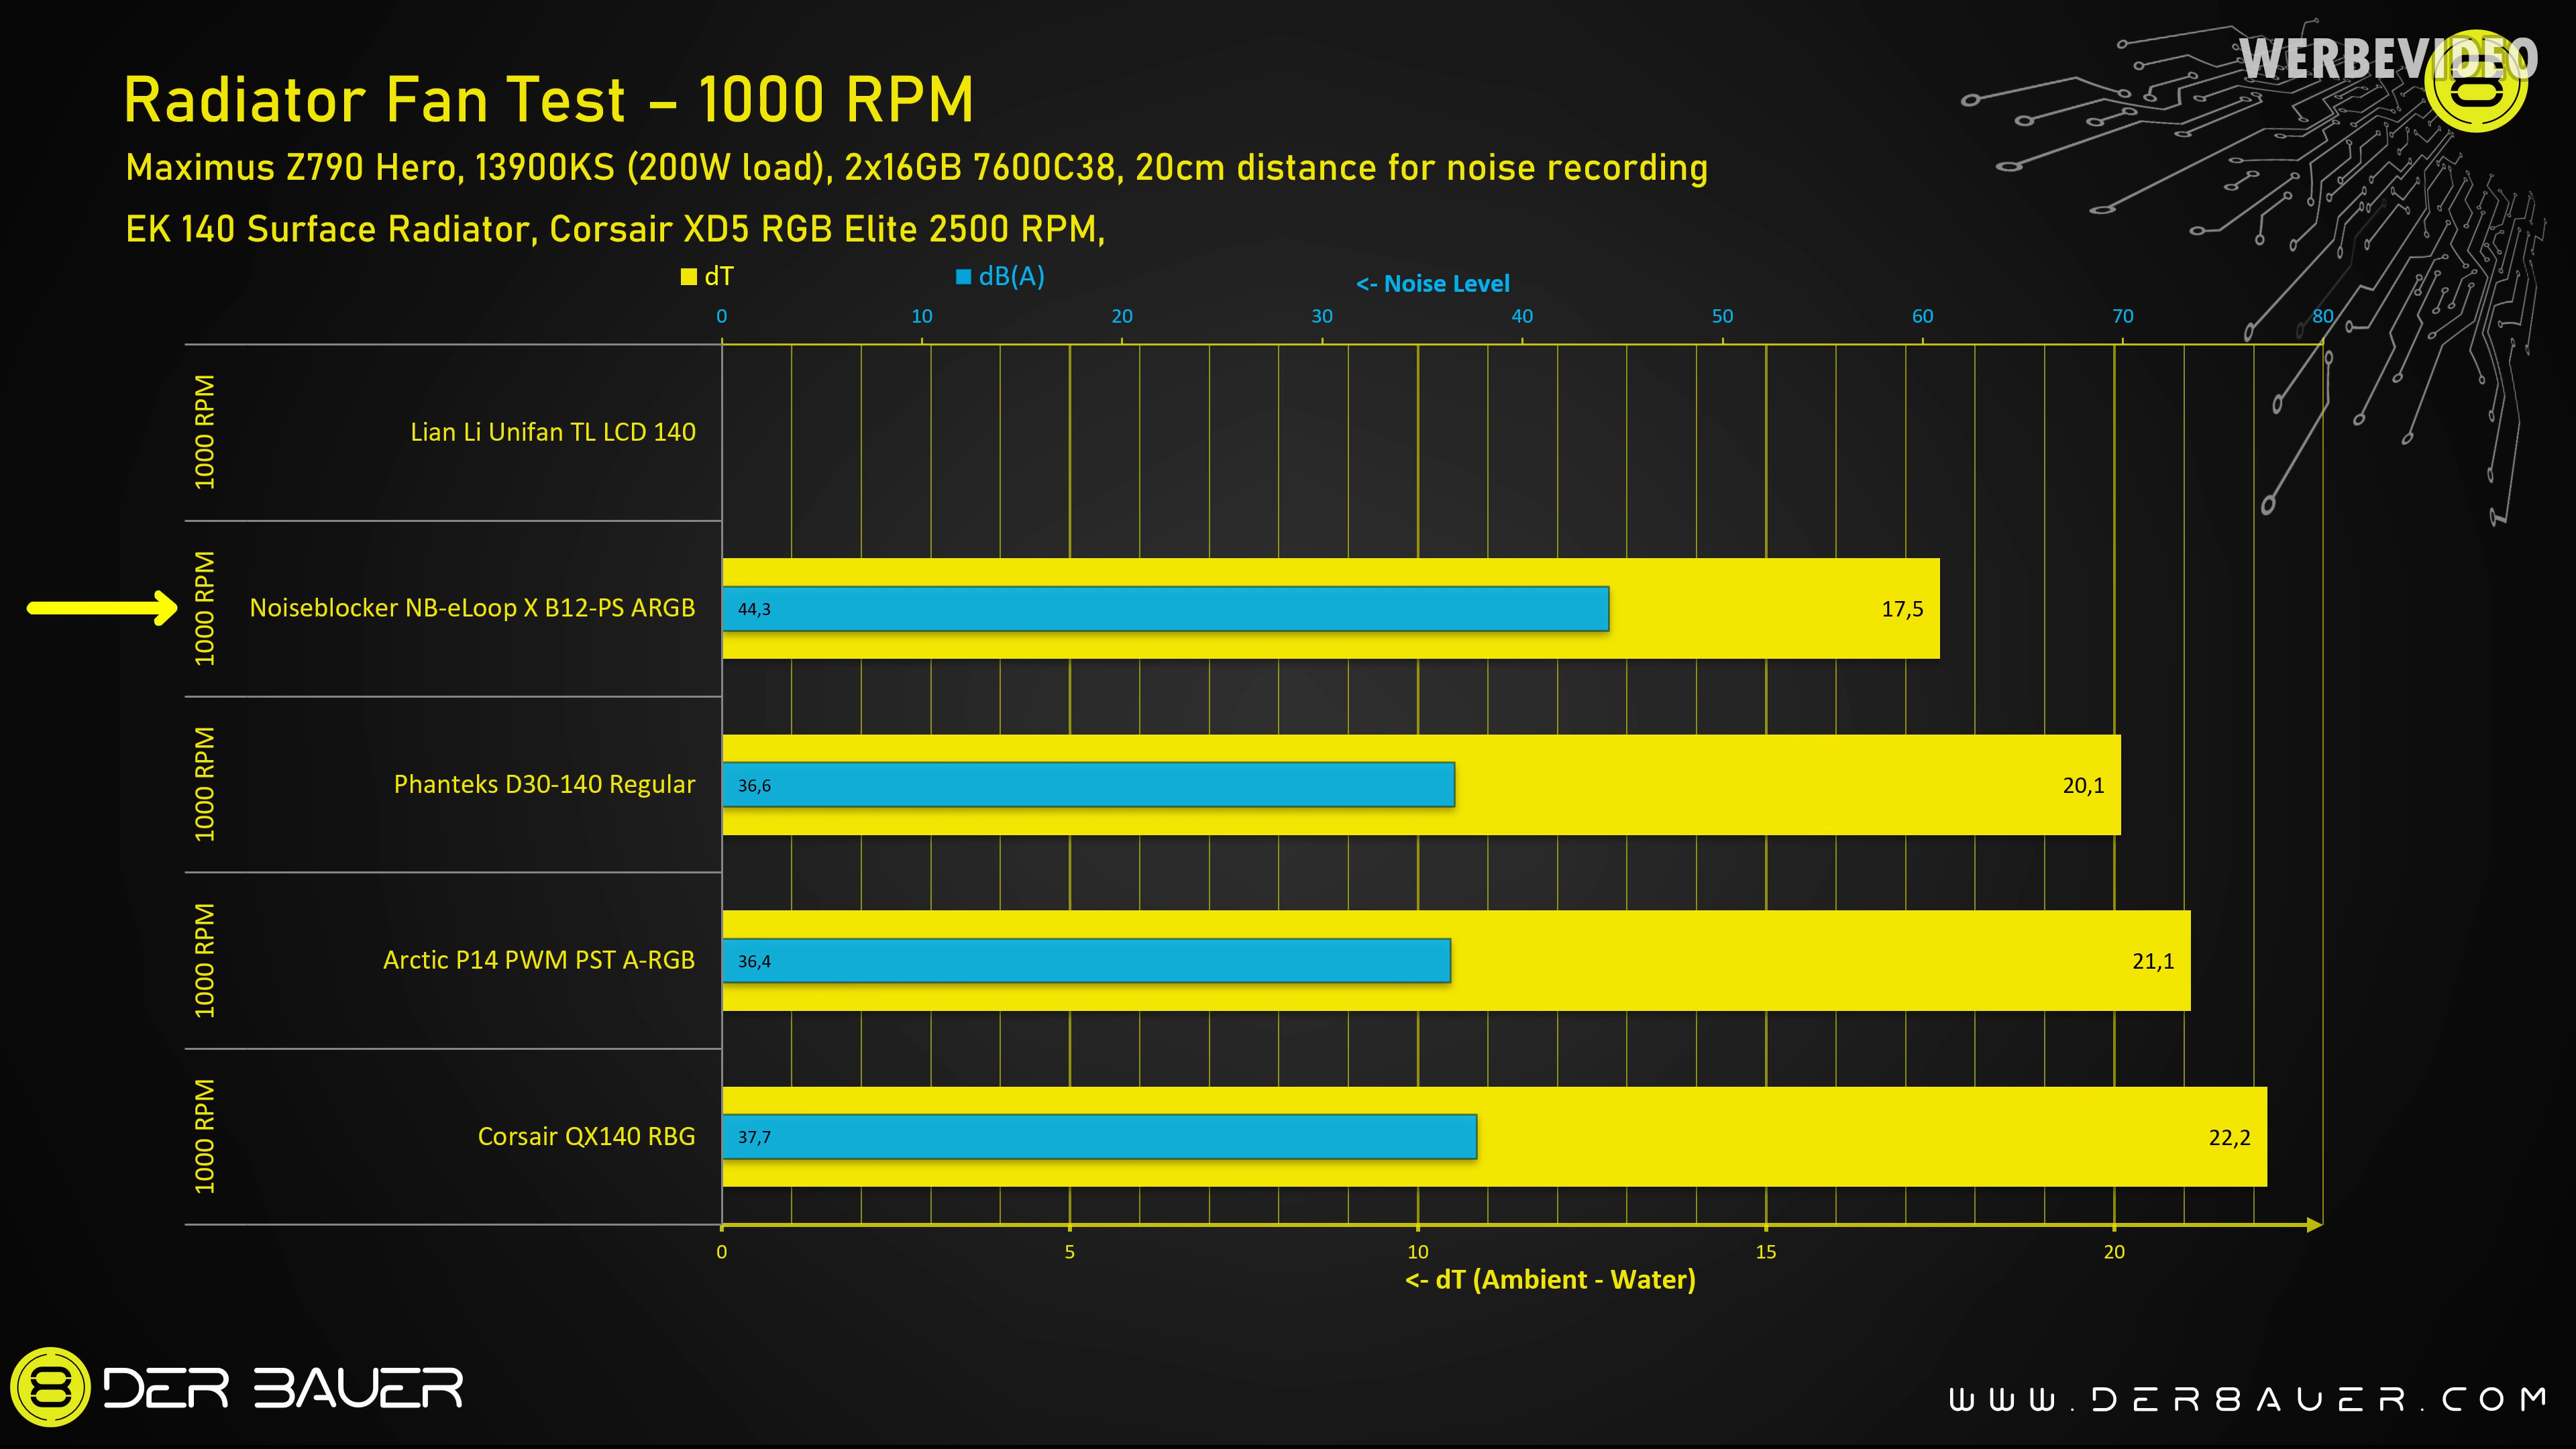 WERBEVIDEO
Radiator Fan Test – 1000 RPM
Maximus Z790 Hero, 13900KS (200W load), 2x16GB 7600C38, 20cm distance for noise recording
EK 140 Surface Radiator, Corsair XD5 RGB Elite 2500 RPM,
dT dB(A) <- Noise Level
0 10 20 30 40 50 60 70 80
1000 RPM Lian Li Unifan TL LCD 140
1000 RPM Noiseblocker NB-eLoop X B12-PS ARGB 44,3 17,5
1000 RPM Phanteks D30-140 Regular 36,6 20,1
1000 RPM Arctic P14 PWM PST A-RGB 36,4 21,1
1000 RPM Corsair QX140 RBG 37,7 22,2
0 5 10 15 20
<- dT (Ambient - Water)
DER 8AUER
WWW.DER8AUER.COM